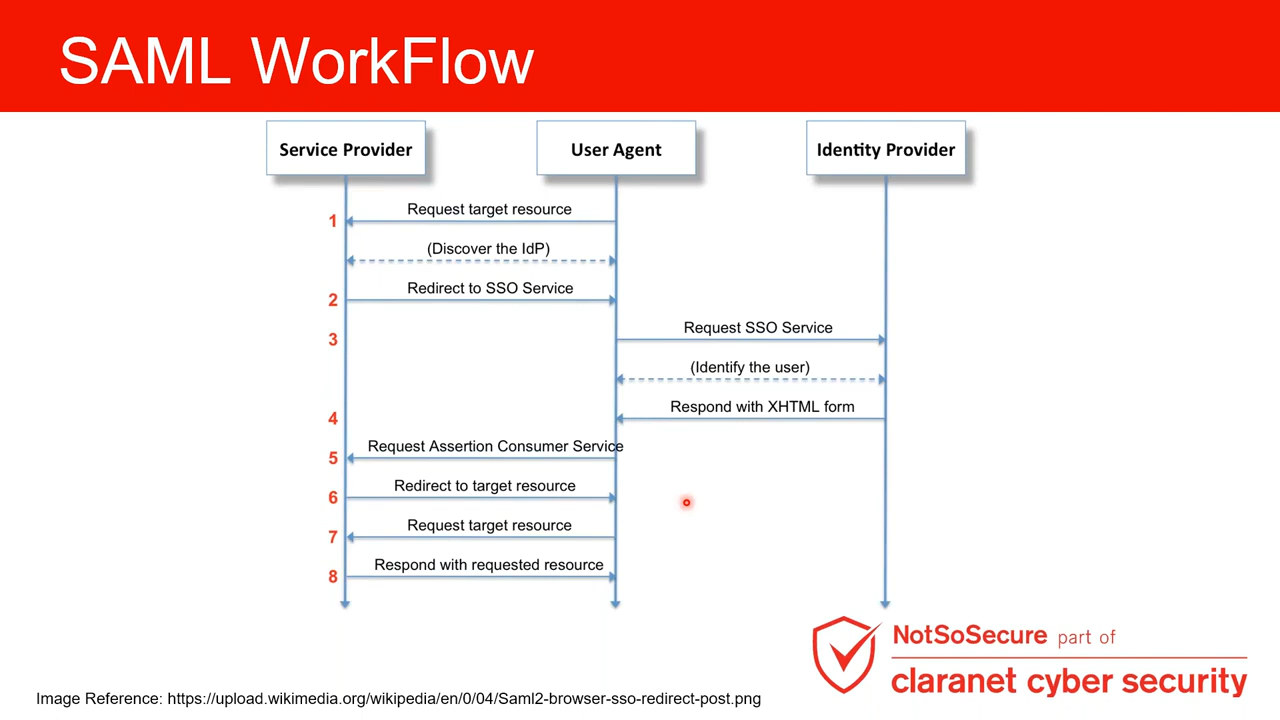 SAML WorkFlow
Service Provider
User Agent
Identity Provider
1
Request target resource
(Discover the IdP)
2
Redirect to SSO Service
3
Request SSO Service
(Identify the user)
4
Respond with XHTML form
5
Request Assertion Consumer Service
6
Redirect to target resource
7
Request target resource
8
Respond with requested resource
NotSoSecure part of
claranet cyber security
Image Reference: https://upload.wikimedia.org/wikipedia/en/0/04/Saml2-browser-sso-redirect-post.png